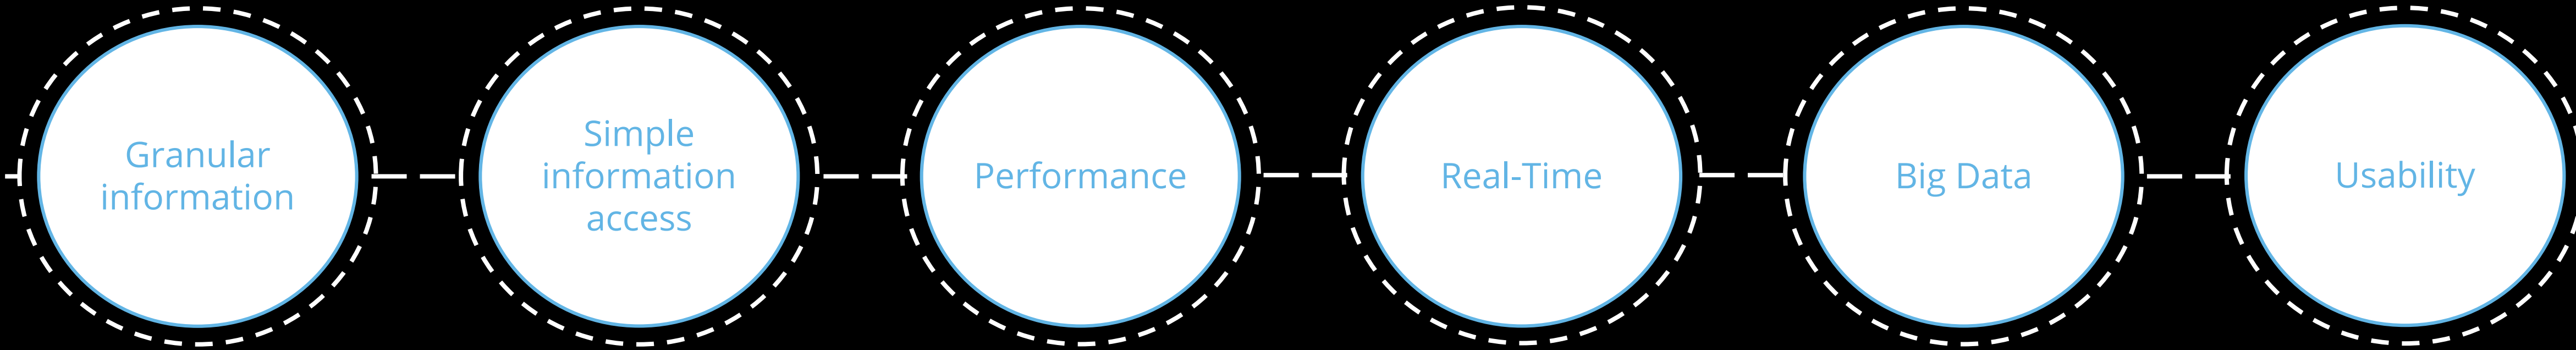 Granular
information
Simple
information
access
Performance
Real-Time
Big Data
Usability